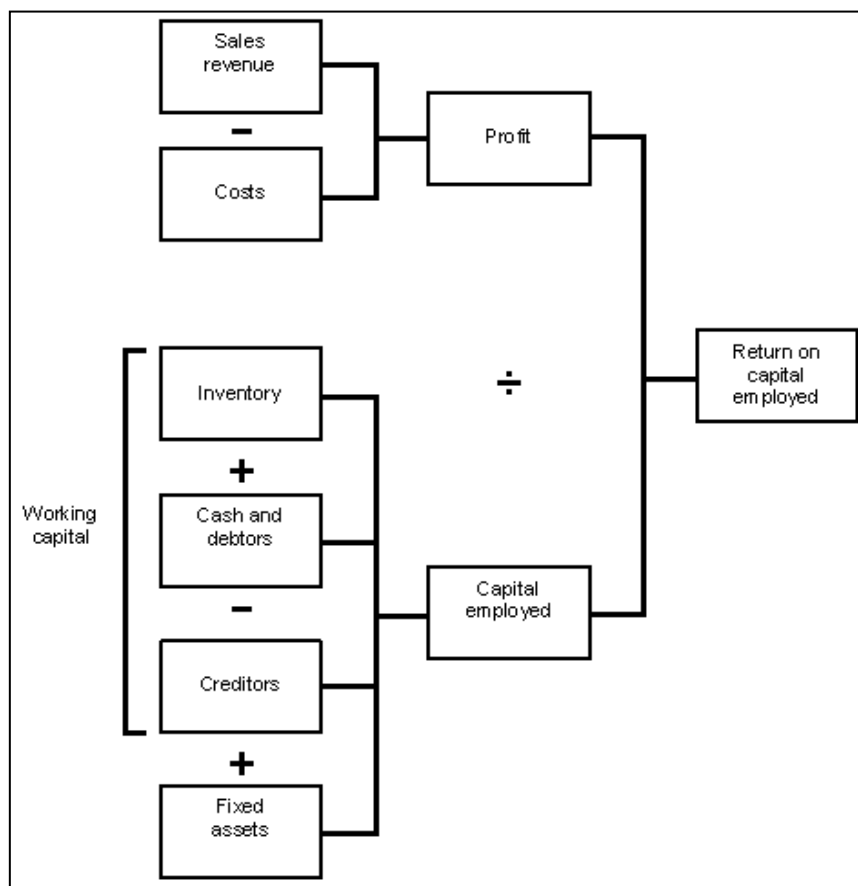 Sales
revenue
−
Costs
Profit
÷
Return on
capital
employed
Working
capital
Inventory
+
Cash and
debtors
−
Creditors
+
Fixed
assets
Capital
employed